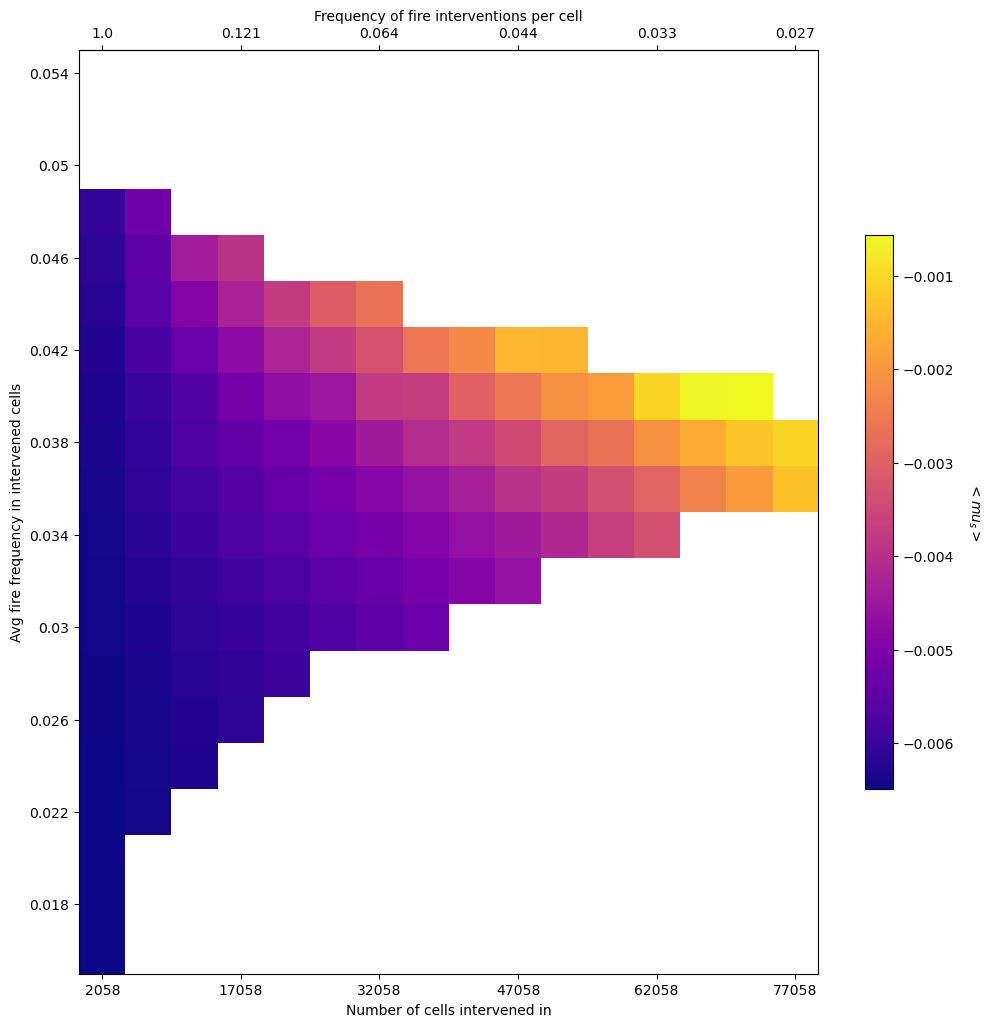 Frequency of fire interventions per cell
1.0 0.121 0.064 0.044 0.033 0.027
0.054
0.05
0.046
0.042
0.038
0.034
0.03
0.026
0.022
0.018
Avg fire frequency in intervened cells
2058 17058 32058 47058 62058 77058
Number of cells intervened in
−0.001
−0.002
−0.003
−0.004
−0.005
−0.006
< mu_s >